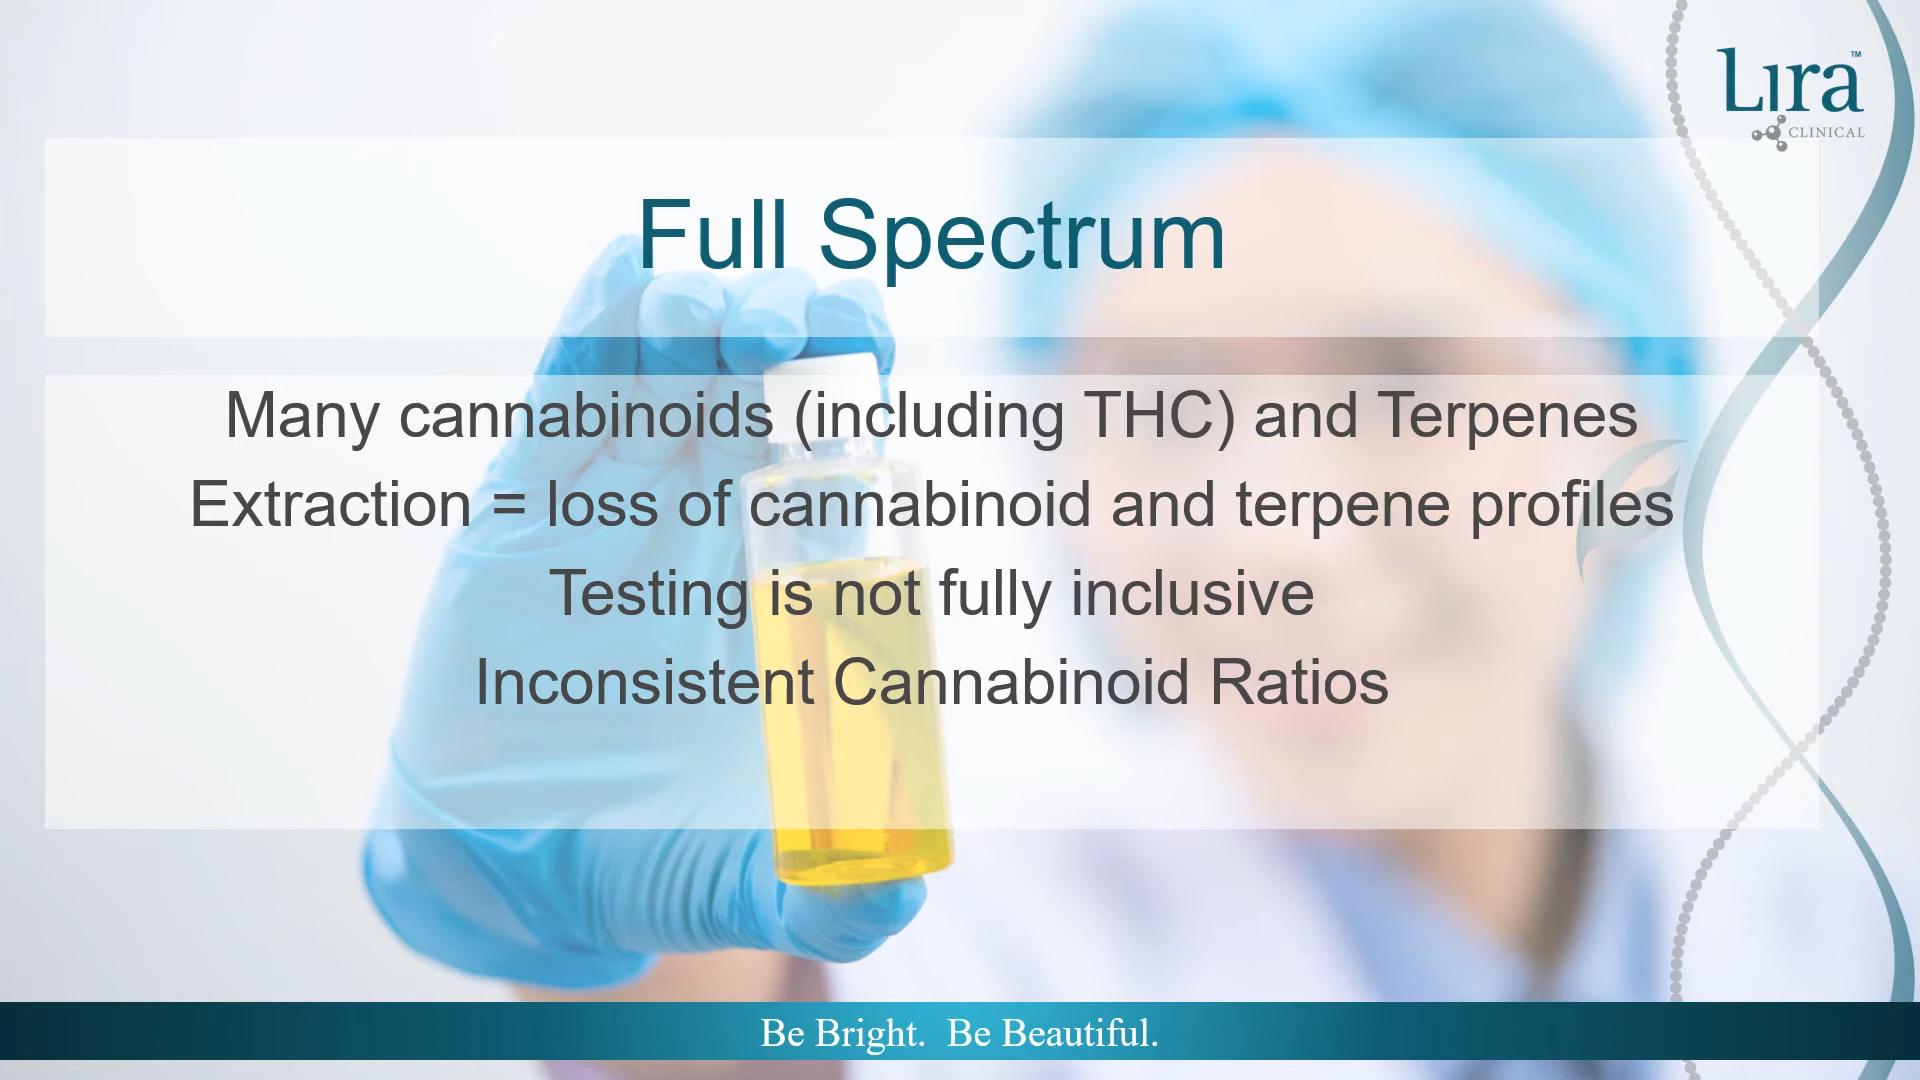 Lira™
CLINICAL
Full Spectrum
Many cannabinoids (including THC) and Terpenes
Extraction = loss of cannabinoid and terpene profiles
Testing is not fully inclusive
Inconsistent Cannabinoid Ratios
Be Bright. Be Beautiful.